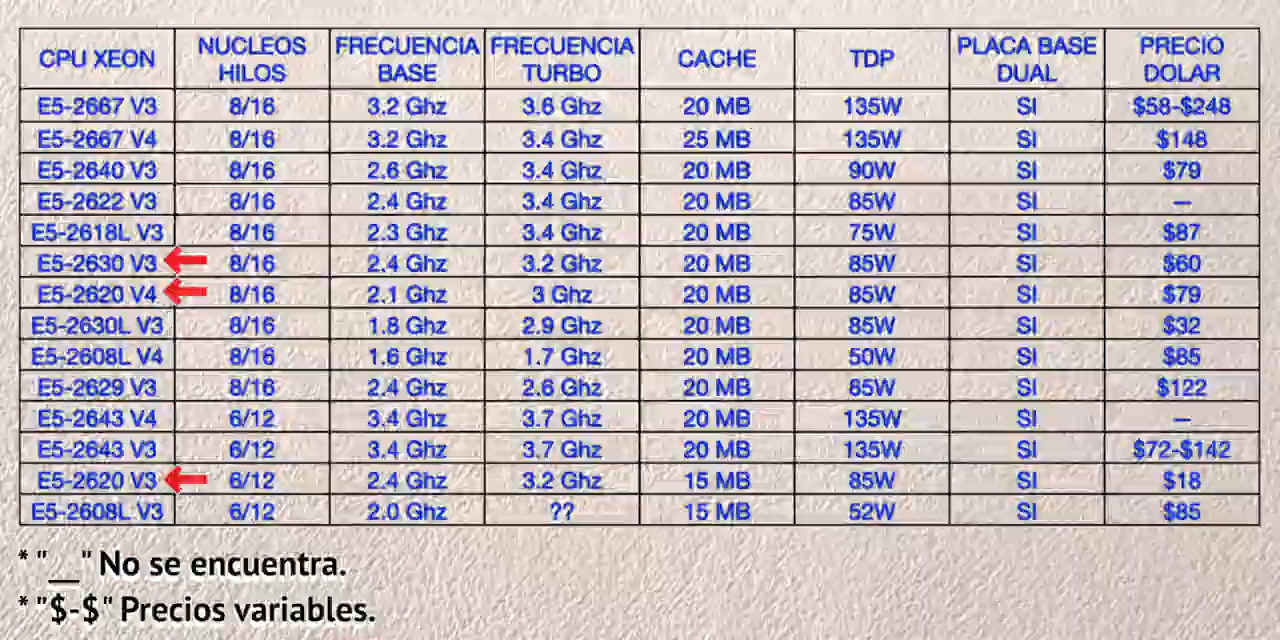 CPU XEON NUCLEOS HILOS FRECUENCIA BASE FRECUENCIA TURBO CACHE TDP PLACA BASE DUAL PRECIO DOLAR
E5-2667 V3 8/16 3.2 Ghz 3.6 Ghz 20 MB 135W SI $58-$248
E5-2667 V4 8/16 3.2 Ghz 3.4 Ghz 25 MB 135W SI $148
E5-2640 V3 8/16 2.6 Ghz 3.4 Ghz 20 MB 90W SI $79
E5-2622 V3 8/16 2.4 Ghz 3.4 Ghz 20 MB 85W SI —
E5-2618L V3 8/16 2.3 Ghz 3.4 Ghz 20 MB 75W SI $87
E5-2630 V3 8/16 2.4 Ghz 3.2 Ghz 20 MB 85W SI $60
E5-2620 V4 8/16 2.1 Ghz 3 Ghz 20 MB 85W SI $79
E5-2630L V3 8/16 1.8 Ghz 2.9 Ghz 20 MB 85W SI $32
E5-2608L V4 8/16 1.6 Ghz 1.7 Ghz 20 MB 50W SI $85
E5-2629 V3 8/16 2.4 Ghz 2.6 Ghz 20 MB 85W SI $122
E5-2643 V4 6/12 3.4 Ghz 3.7 Ghz 20 MB 135W SI —
E5-2643 V3 6/12 3.4 Ghz 3.7 Ghz 20 MB 135W SI $72-$142
E5-2620 V3 6/12 2.4 Ghz 3.2 Ghz 15 MB 85W SI $18
E5-2608L V3 6/12 2.0 Ghz ?? 15 MB 52W SI $85
* "__" No se encuentra.
* "$-$" Precios variables.